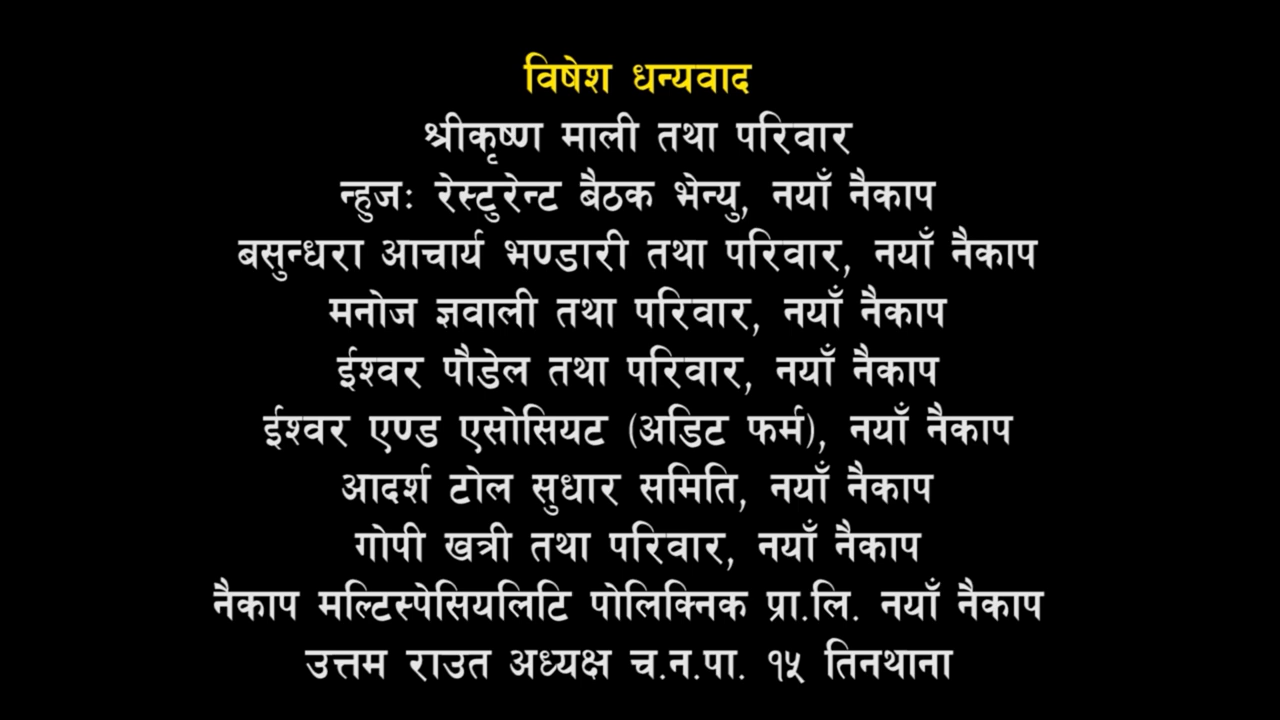 विषेश धन्यवाद
श्रीकृष्ण माली तथा परिवार
न्हुजः रेस्टुरेन्ट बैठक भेन्यु, नयाँ नैकाप
बसुन्धरा आचार्य भण्डारी तथा परिवार, नयाँ नैकाप
मनोज ज्ञवाली तथा परिवार, नयाँ नैकाप
ईश्वर पौडेल तथा परिवार, नयाँ नैकाप
ईश्वर एण्ड एसोसियट (अडिट फर्म), नयाँ नैकाप
आदर्श टोल सुधार समिति, नयाँ नैकाप
गोपी खत्री तथा परिवार, नयाँ नैकाप
नैकाप मल्टिस्पेसियलिटि पोलिक्निक प्रा.लि. नयाँ नैकाप
उत्तम राउत अध्यक्ष च.न.पा. १५ तिनथाना